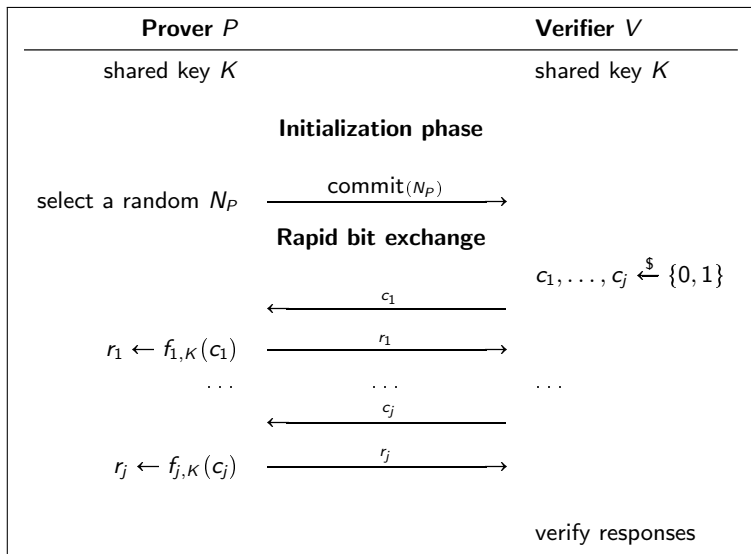 Prover P Verifier V
shared key K shared key K
Initialization phase
select a random N_P commit(N_P)
Rapid bit exchange
c_1, . . . , c_j ←$ {0, 1}
c_1
r_1 ← f_{1,K}(c_1) r_1
. . . . . . . . .
c_j
r_j ← f_{j,K}(c_j) r_j
verify responses